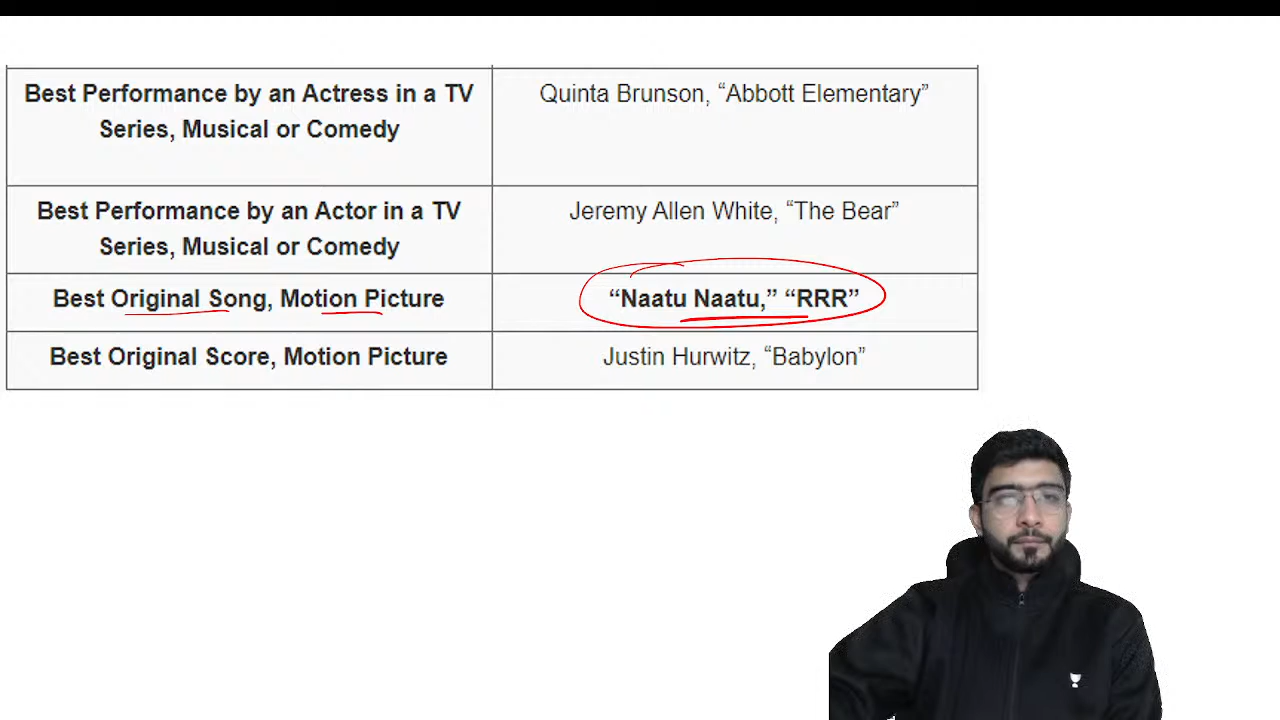 Best Performance by an Actress in a TV
Series, Musical or Comedy
Quinta Brunson, “Abbott Elementary”
Best Performance by an Actor in a TV
Series, Musical or Comedy
Jeremy Allen White, “The Bear”
Best Original Song, Motion Picture
“Naatu Naatu,” “RRR”
Best Original Score, Motion Picture
Justin Hurwitz, “Babylon”